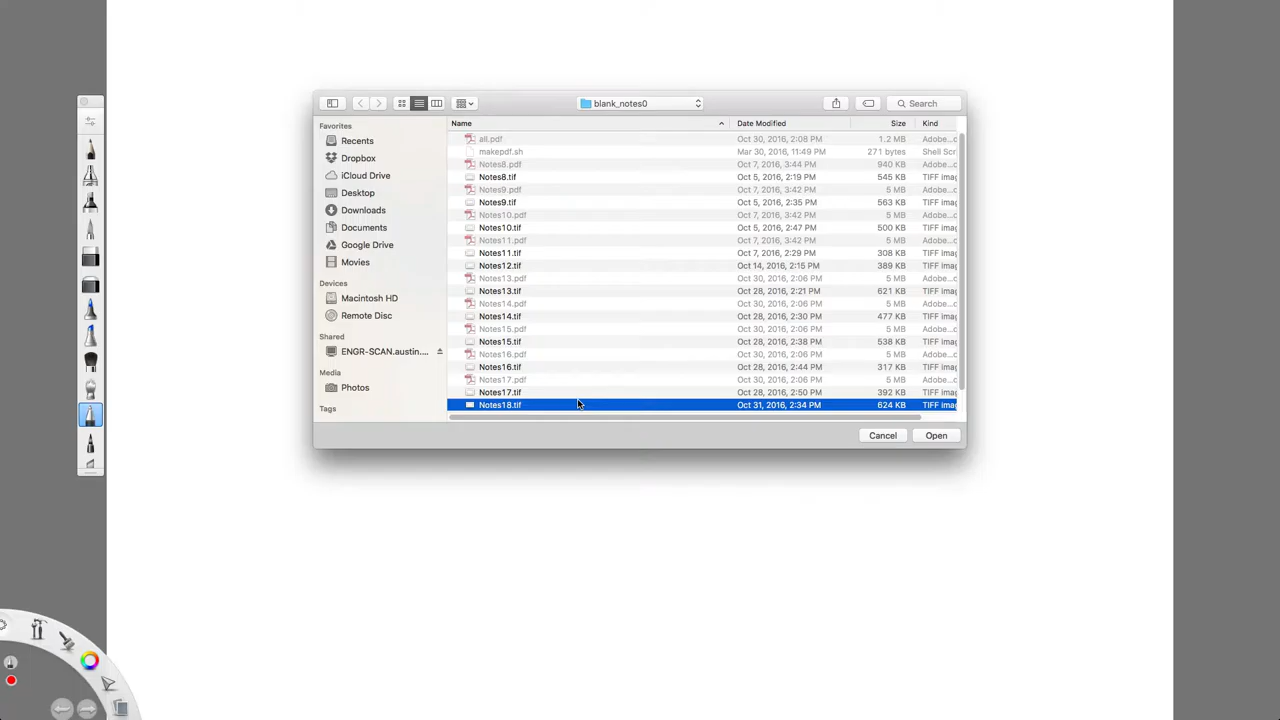 blank_notes0
Search
Favorites
Name
Date Modified
Size
Kind
Recents
all.pdf
Oct 30, 2016, 2:08 PM
1.2 MB
Adobe...c
makepdf.sh
Mar 30, 2016, 11:49 PM
271 bytes
Shell Scr
Dropbox
Notes8.pdf
Oct 7, 2016, 3:44 PM
940 KB
Adobe...c
iCloud Drive
Notes8.tif
Oct 5, 2016, 2:19 PM
545 KB
TIFF imag
Desktop
Notes9.pdf
Oct 7, 2016, 3:42 PM
5 MB
Adobe...c
Notes9.tif
Oct 5, 2016, 2:35 PM
563 KB
TIFF imag
Downloads
Notes10.pdf
Oct 7, 2016, 3:42 PM
5 MB
Adobe...c
Documents
Notes10.tif
Oct 5, 2016, 2:47 PM
500 KB
TIFF imag
Google Drive
Notes11.pdf
Oct 7, 2016, 3:42 PM
5 MB
Adobe...c
Notes11.tif
Oct 7, 2016, 2:29 PM
308 KB
TIFF imag
Movies
Notes12.tif
Oct 14, 2016, 2:15 PM
389 KB
TIFF imag
Devices
Notes13.pdf
Oct 30, 2016, 2:06 PM
5 MB
Adobe...c
Macintosh HD
Notes13.tif
Oct 28, 2016, 2:21 PM
621 KB
TIFF imag
Notes14.pdf
Oct 30, 2016, 2:06 PM
5 MB
Adobe...c
Remote Disc
Notes14.tif
Oct 28, 2016, 2:30 PM
477 KB
TIFF imag
Shared
Notes15.pdf
Oct 30, 2016, 2:06 PM
5 MB
Adobe...c
Notes15.tif
Oct 28, 2016, 2:38 PM
538 KB
TIFF imag
ENGR-SCAN.austin....
Notes16.pdf
Oct 30, 2016, 2:06 PM
5 MB
Adobe...c
Media
Notes16.tif
Oct 28, 2016, 2:44 PM
317 KB
TIFF imag
Photos
Notes17.pdf
Oct 30, 2016, 2:06 PM
5 MB
Adobe...c
Notes17.tif
Oct 28, 2016, 2:50 PM
392 KB
TIFF imag
Tags
Notes18.tif
Oct 31, 2016, 2:34 PM
624 KB
TIFF imag
Cancel
Open